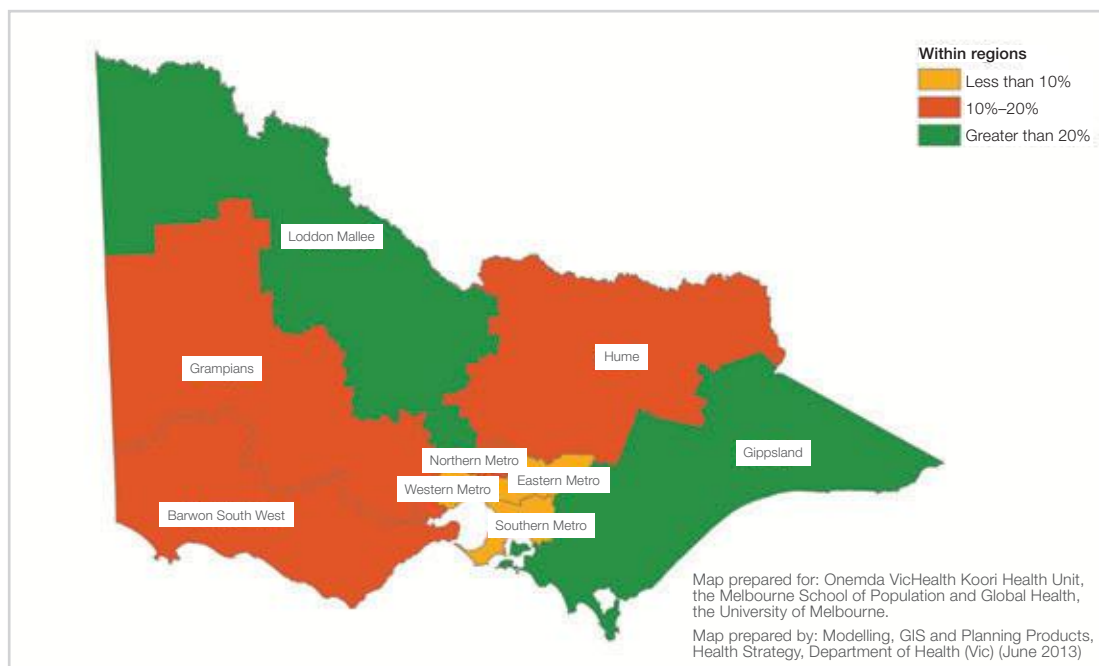 Within regions
Less than 10%
10%–20%
Greater than 20%
Loddon Mallee
Grampians
Hume
Gippsland
Northern Metro
Eastern Metro
Western Metro
Barwon South West
Southern Metro
Map prepared for: Onemda VicHealth Koori Health Unit,
the Melbourne School of Population and Global Health,
the University of Melbourne.
Map prepared by: Modelling, GIS and Planning Products,
Health Strategy, Department of Health (Vic) (June 2013)